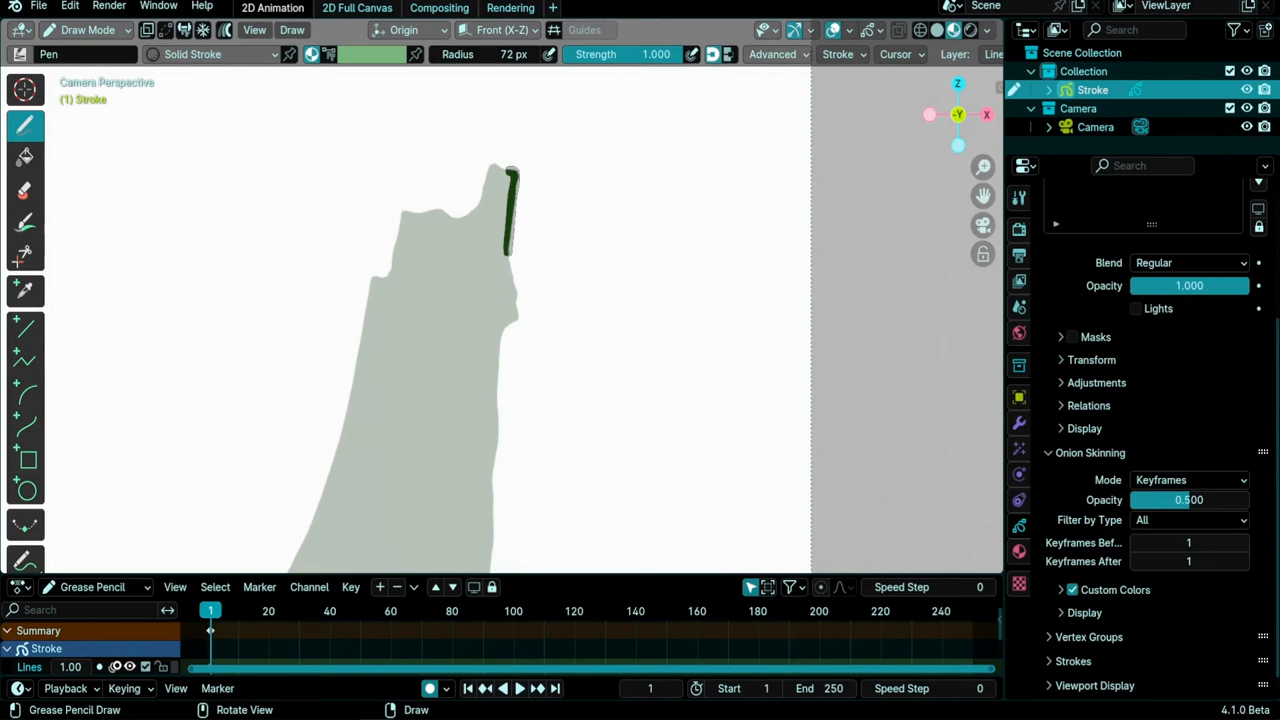 File Edit Render Window Help 2D Animation 2D Full Canvas Compositing Rendering + Scene ViewLayer
Draw Mode View Draw Origin Front (X-Z) Guides Search
Pen Solid Stroke Radius 72 px Strength 1.000 Advanced Stroke Cursor Layer: Line
Scene Collection
Collection
Stroke
Camera
Camera
Camera Perspective
(1) Stroke
Z
-Y X
Search
Blend Regular
Opacity 1.000
Lights
Masks
Transform
Adjustments
Relations
Display
Onion Skinning
Mode Keyframes
Opacity 0.500
Filter by Type All
Keyframes Bef... 1
Keyframes After 1
Custom Colors
Display
Vertex Groups
Strokes
Viewport Display
Grease Pencil View Select Marker Channel Key Speed Step 0
Search 1 20 40 60 80 100 120 140 160 180 200 220 240
Summary
Stroke
Lines 1.00
Playback Keying View Marker 1 Start 1 End 250 Speed Step 0
Grease Pencil Draw Rotate View Draw 4.1.0 Beta